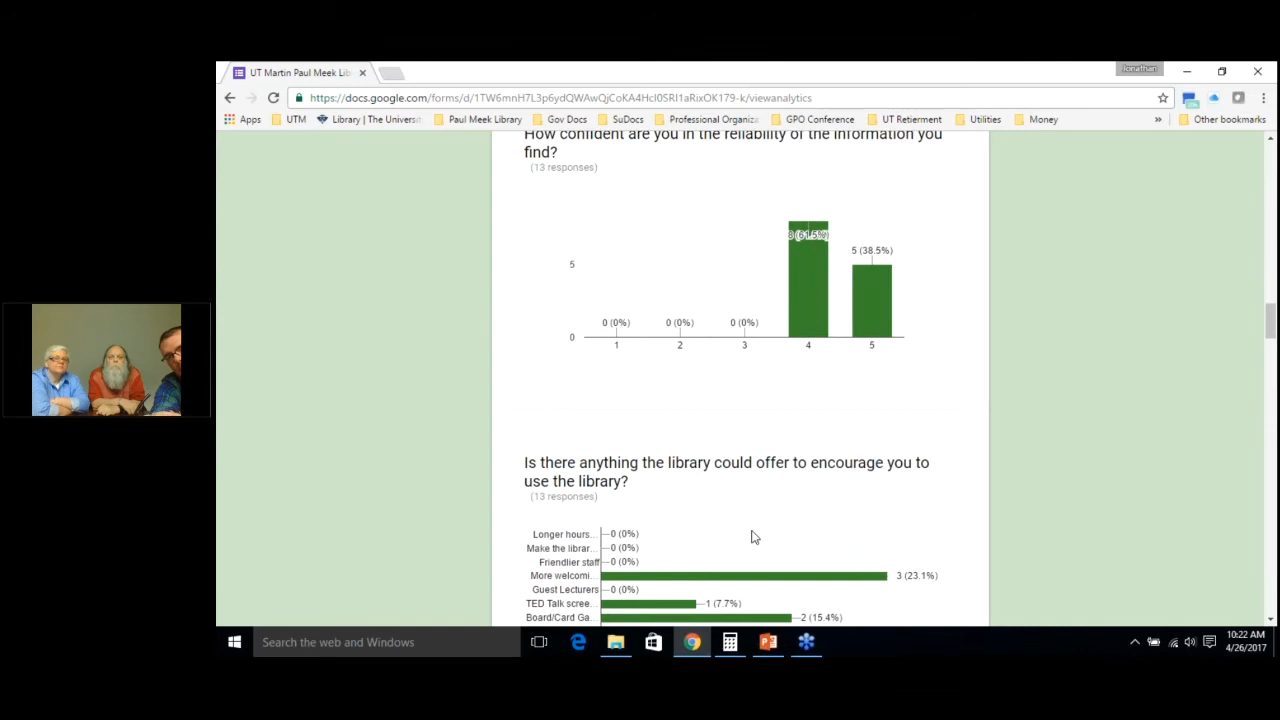 UT Martin Paul Meek Lib
Jonathan
https://docs.google.com/forms/d/1TW6mnH7L3p6ydQWAwQjCoKA4Hcl0SRl1aRixOK179-k/viewanalytics
Apps UTM Library | The Universit Paul Meek Library Gov Docs SuDocs Professional Organiza GPO Conference UT Retierment Utilities Money » Other bookmarks
How confident are you in the reliability of the information you
find?
(13 responses)
8 (61.5%)
5 (38.5%)
5
0 (0%) 0 (0%) 0 (0%)
0
1 2 3 4 5
Is there anything the library could offer to encourage you to
use the library?
(13 responses)
Longer hours... 0 (0%)
Make the librar... 0 (0%)
Friendlier staff 0 (0%)
More welcomi... 3 (23.1%)
Guest Lecturers 0 (0%)
TED Talk scree... 1 (7.7%)
Board/Card Ga... 2 (15.4%)
Search the web and Windows
10:22 AM
4/26/2017